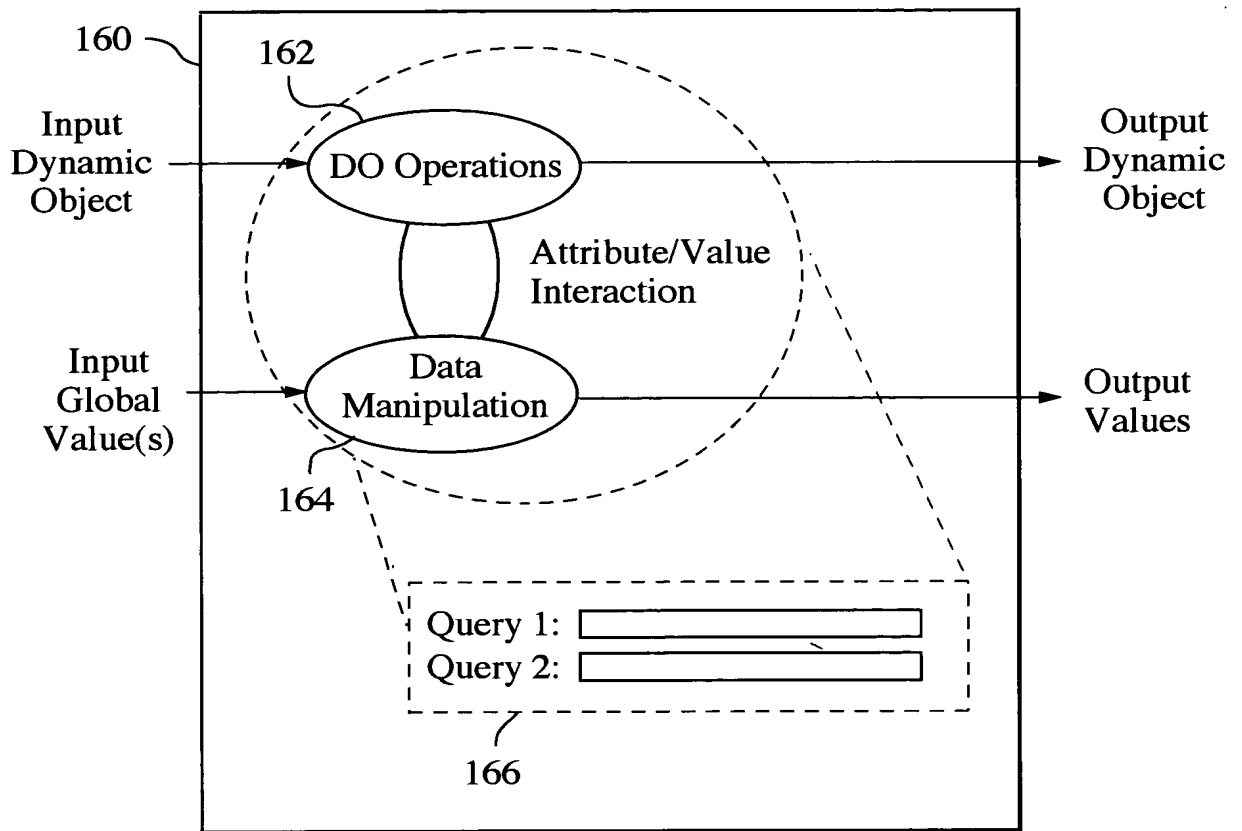 160
162
Input
Dynamic
Object
DO Operations
Output
Dynamic
Object
Attribute/Value
Interaction
Input
Global
Value(s)
Data
Manipulation
Output
Values
164
Query 1:
Query 2:
166